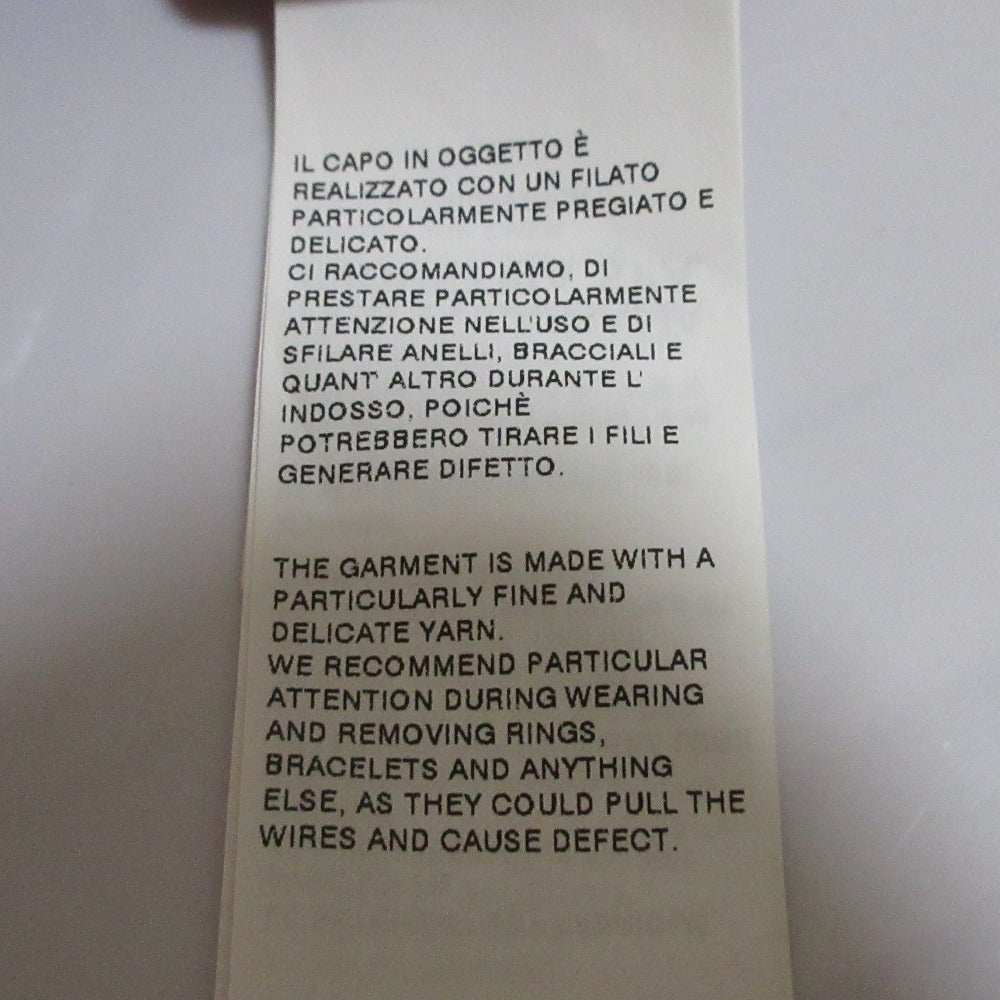 IL CAPO IN OGGETTO È
REALIZZATO CON UN FILATO
PARTICOLARMENTE PREGIATO E
DELICATO.
CI RACCOMANDIAMO, DI
PRESTARE PARTICOLARMENTE
ATTENZIONE NELL'USO E DI
SFILARE ANELLI, BRACCIALI E
QUANT' ALTRO DURANTE L'
INDOSSO, POICHÈ
POTREBBERO TIRARE I FILI E
GENERARE DIFETTO.
THE GARMENT IS MADE WITH A
PARTICULARLY FINE AND
DELICATE YARN.
WE RECOMMEND PARTICULAR
ATTENTION DURING WEARING
AND REMOVING RINGS,
BRACELETS AND ANYTHING
ELSE, AS THEY COULD PULL THE
WIRES AND CAUSE DEFECT.